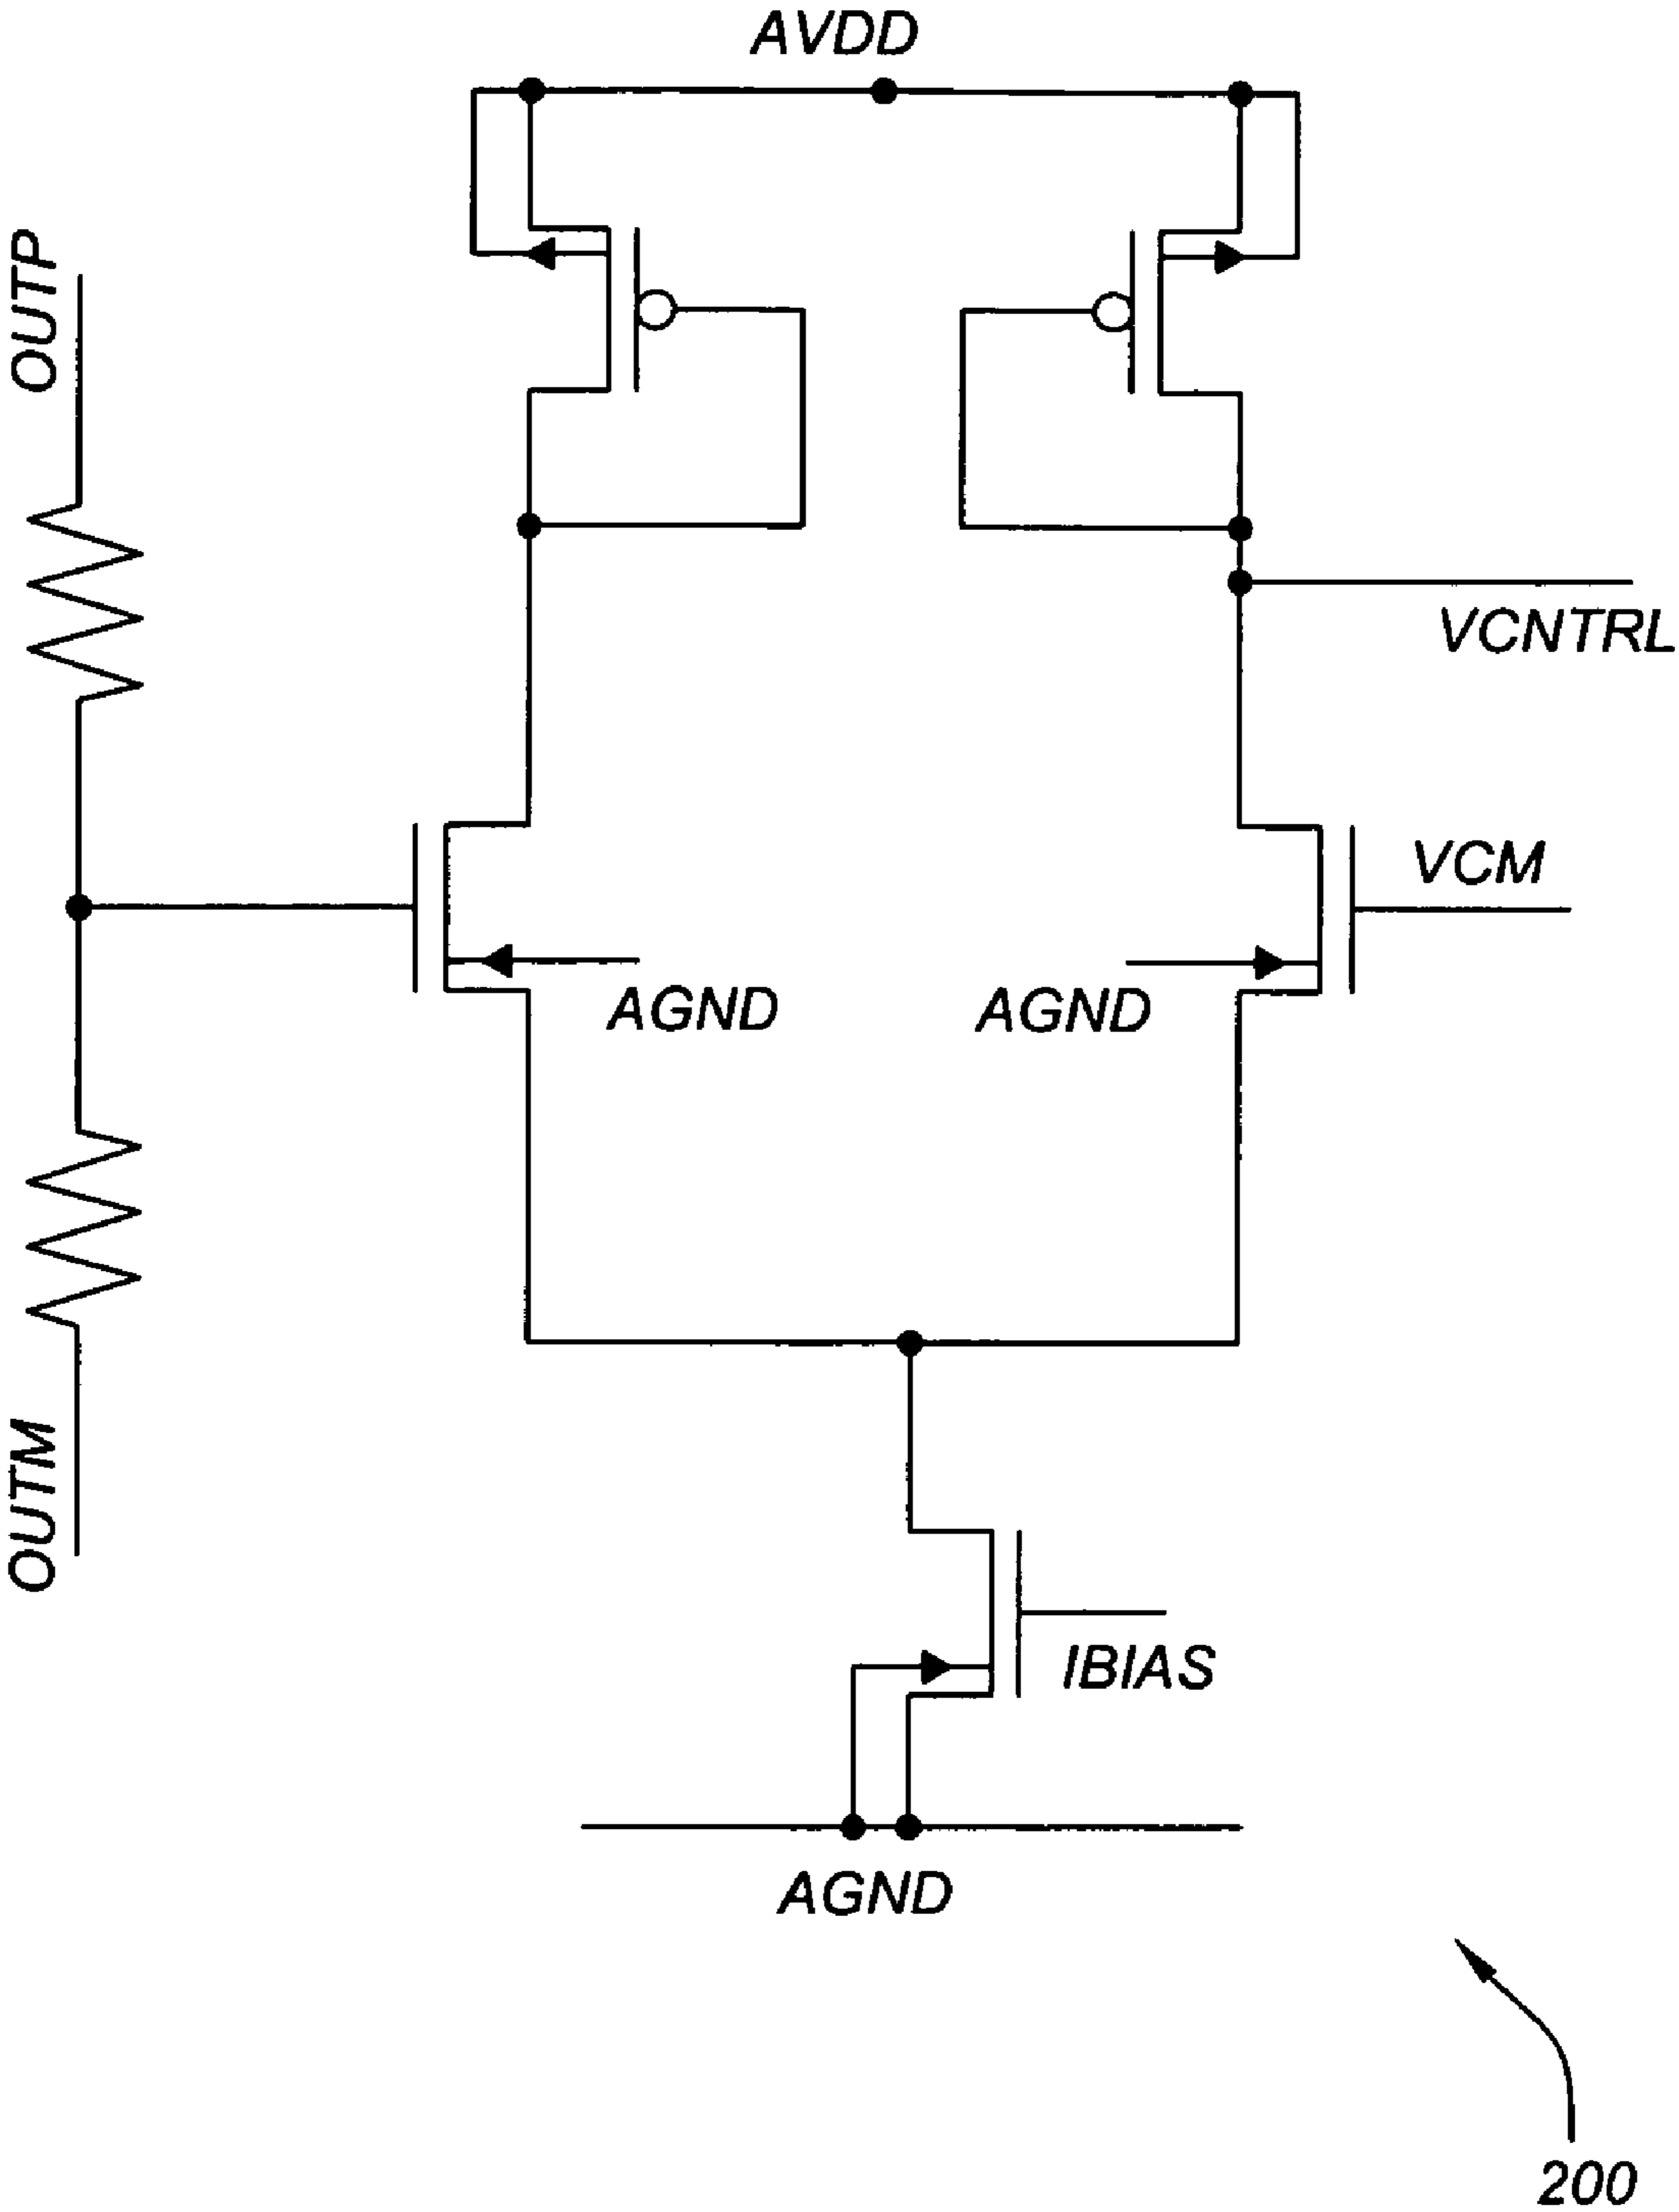 AVDD
OUTP
VCNTRL
VCM
AGND
AGND
OUTM
IBIAS
AGND
200